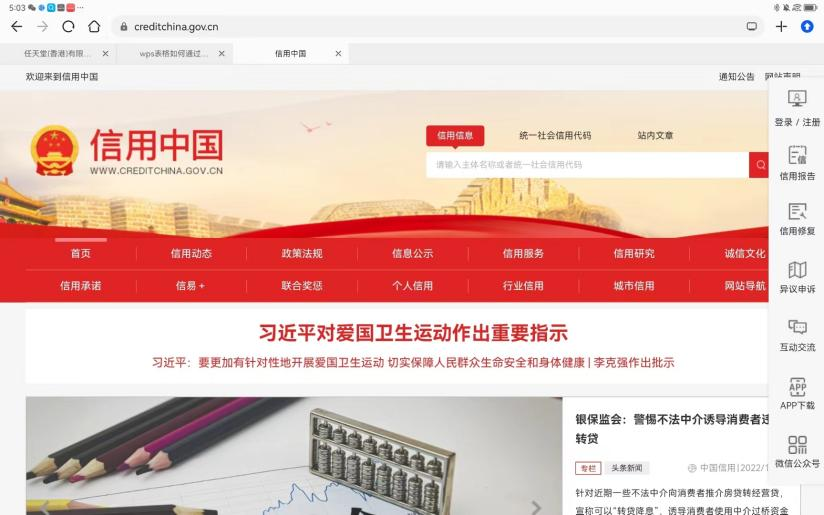 5:03
creditchina.gov.cn
任天堂(香港)有限...
wps表格如何通过...
信用中国
欢迎来到信用中国
通知公告 网站声明
信用中国
WWW.CREDITCHINA.GOV.CN
信用信息 统一社会信用代码 站内文章
请输入主体名称或者统一社会信用代码
首页 信用动态 政策法规 信息公示 信用服务 信用研究 诚信文化
信用承诺 信易+ 联合奖惩 个人信用 行业信用 城市信用 网站导航
登录 / 注册
信用报告
信用修复
异议申诉
互动交流
APP
APP下载
微信公众号
习近平对爱国卫生运动作出重要指示
习近平：要更加有针对性地开展爱国卫生运动 切实保障人民群众生命安全和身体健康 | 李克强作出批示
银保监会：警惕不法中介诱导消费者违
转贷
专栏 头条新闻 中国信用|2022/1
针对近期一些不法中介向消费者推介房贷转经营贷，
宣称可以“转贷降息”，诱导消费者使用中介过桥资金